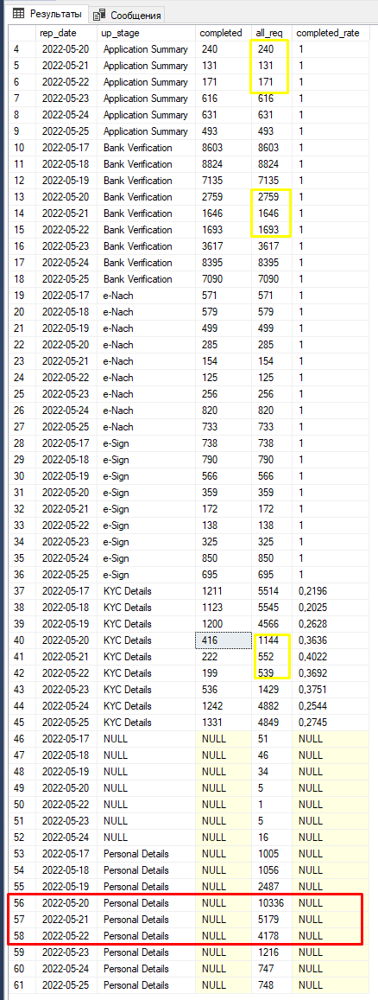 Результаты Сообщения
rep_date up_stage completed all_req completed_rate
4 2022-05-20 Application Summary 240 240 1
5 2022-05-21 Application Summary 131 131 1
6 2022-05-22 Application Summary 171 171 1
7 2022-05-23 Application Summary 616 616 1
8 2022-05-24 Application Summary 631 631 1
9 2022-05-25 Application Summary 493 493 1
10 2022-05-17 Bank Verification 8603 8603 1
11 2022-05-18 Bank Verification 8824 8824 1
12 2022-05-19 Bank Verification 7135 7135 1
13 2022-05-20 Bank Verification 2759 2759 1
14 2022-05-21 Bank Verification 1646 1646 1
15 2022-05-22 Bank Verification 1693 1693 1
16 2022-05-23 Bank Verification 3617 3617 1
17 2022-05-24 Bank Verification 8395 8395 1
18 2022-05-25 Bank Verification 7090 7090 1
19 2022-05-17 e-Nach 571 571 1
20 2022-05-18 e-Nach 579 579 1
21 2022-05-19 e-Nach 499 499 1
22 2022-05-20 e-Nach 285 285 1
23 2022-05-21 e-Nach 154 154 1
24 2022-05-22 e-Nach 125 125 1
25 2022-05-23 e-Nach 256 256 1
26 2022-05-24 e-Nach 820 820 1
27 2022-05-25 e-Nach 733 733 1
28 2022-05-17 e-Sign 738 738 1
29 2022-05-18 e-Sign 790 790 1
30 2022-05-19 e-Sign 566 566 1
31 2022-05-20 e-Sign 359 359 1
32 2022-05-21 e-Sign 172 172 1
33 2022-05-22 e-Sign 138 138 1
34 2022-05-23 e-Sign 325 325 1
35 2022-05-24 e-Sign 850 850 1
36 2022-05-25 e-Sign 695 695 1
37 2022-05-17 KYC Details 1211 5514 0,2196
38 2022-05-18 KYC Details 1123 5545 0,2025
39 2022-05-19 KYC Details 1200 4566 0,2628
40 2022-05-20 KYC Details 416 1144 0,3636
41 2022-05-21 KYC Details 222 552 0,4022
42 2022-05-22 KYC Details 199 539 0,3692
43 2022-05-23 KYC Details 536 1429 0,3751
44 2022-05-24 KYC Details 1242 4882 0,2544
45 2022-05-25 KYC Details 1331 4849 0,2745
46 2022-05-17 NULL NULL 51 NULL
47 2022-05-18 NULL NULL 46 NULL
48 2022-05-19 NULL NULL 34 NULL
49 2022-05-20 NULL NULL 5 NULL
50 2022-05-22 NULL NULL 1 NULL
51 2022-05-23 NULL NULL 5 NULL
52 2022-05-24 NULL NULL 16 NULL
53 2022-05-17 Personal Details NULL 1005 NULL
54 2022-05-18 Personal Details NULL 1056 NULL
55 2022-05-19 Personal Details NULL 2487 NULL
56 2022-05-20 Personal Details NULL 10336 NULL
57 2022-05-21 Personal Details NULL 5179 NULL
58 2022-05-22 Personal Details NULL 4178 NULL
59 2022-05-23 Personal Details NULL 1216 NULL
60 2022-05-24 Personal Details NULL 747 NULL
61 2022-05-25 Personal Details NULL 748 NULL